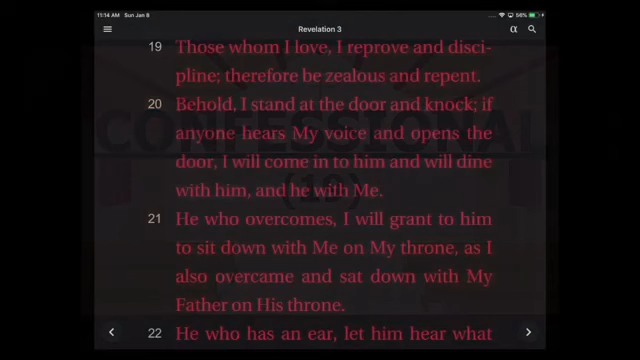 11:14 AM Sun Jan 8 56%
Revelation 3
α
19 Those whom I love, I reprove and disci-
pline; therefore be zealous and repent.
20 Behold, I stand at the door and knock; if
anyone hears My voice and opens the
door, I will come in to him and will dine
with him, and he with Me.
21 He who overcomes, I will grant to him
to sit down with Me on My throne, as I
also overcame and sat down with My
Father on His throne.
22 He who has an ear, let him hear what
CONFESSIONAL
(19)